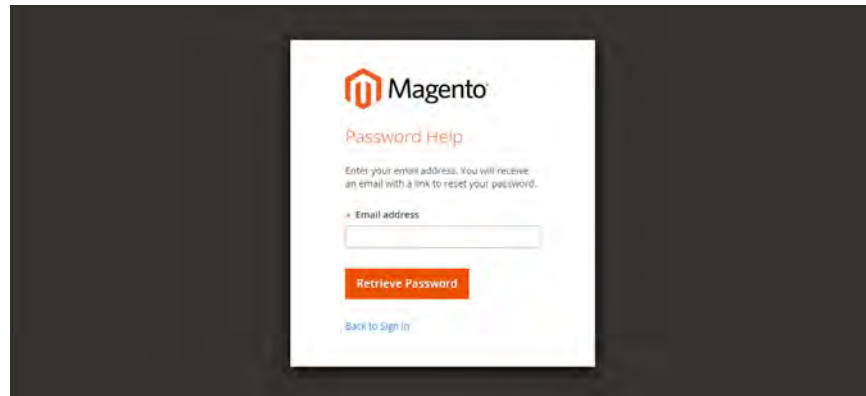 Magento
Password Help
Enter your email address. You will receive
an email with a link to reset your password.
* Email address
Retrieve Password
Back to Sign in